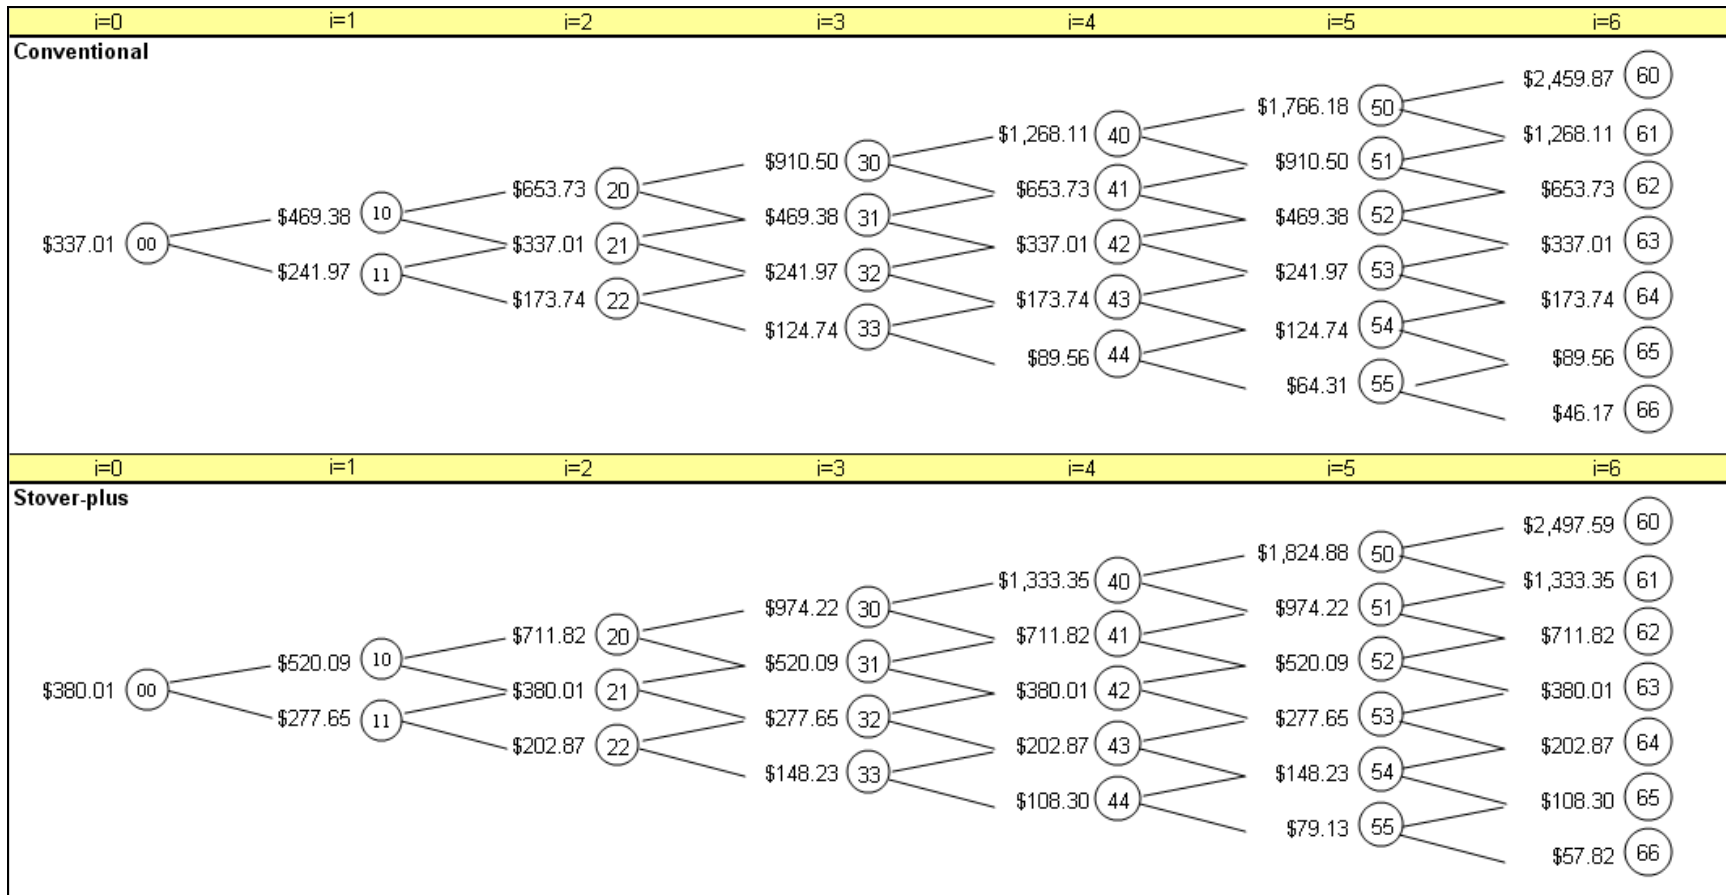 i=0 i=1 i=2 i=3 i=4 i=5 i=6
Conventional
$2,459.87 60
$1,766.18 50
$1,268.11 40 $1,268.11 61
$910.50 30 $910.50 51
$653.73 20 $653.73 41 $653.73 62
$469.38 10 $469.38 31 $469.38 52
$337.01 00 $337.01 21 $337.01 42 $337.01 63
$241.97 11 $241.97 32 $241.97 53
$173.74 22 $173.74 43 $173.74 64
$124.74 33 $124.74 54
$89.56 44 $89.56 65
$64.31 55
$46.17 66
i=0 i=1 i=2 i=3 i=4 i=5 i=6
Stover-plus
$2,497.59 60
$1,824.88 50
$1,333.35 40 $1,333.35 61
$974.22 30 $974.22 51
$711.82 20 $711.82 41 $711.82 62
$520.09 10 $520.09 31 $520.09 52
$380.01 00 $380.01 21 $380.01 42 $380.01 63
$277.65 11 $277.65 32 $277.65 53
$202.87 22 $202.87 43 $202.87 64
$148.23 33 $148.23 54
$108.30 44 $108.30 65
$79.13 55
$57.82 66